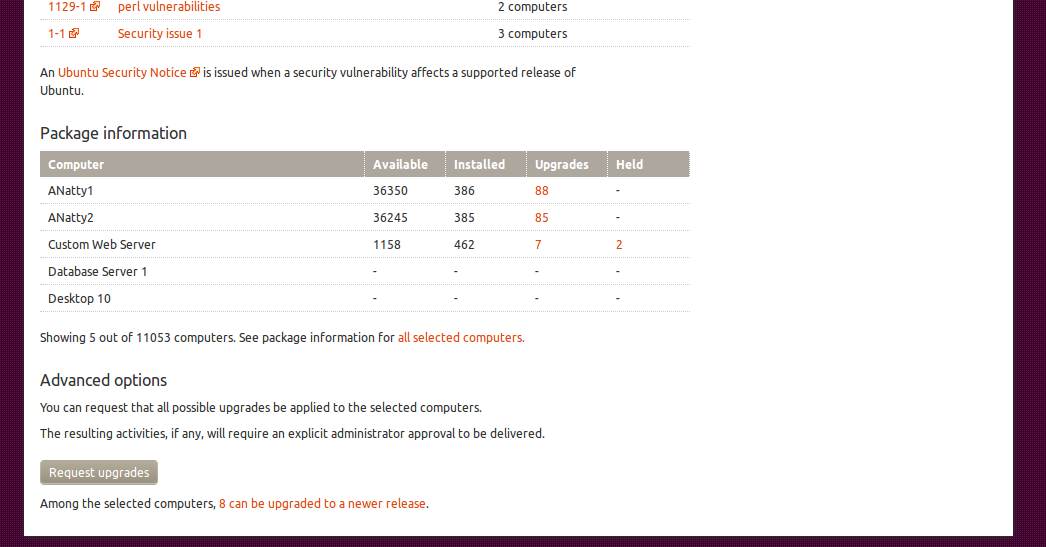 1129-1 perl vulnerabilities 2 computers
1-1 Security issue 1 3 computers
An Ubuntu Security Notice is issued when a security vulnerability affects a supported release of
Ubuntu.
Package information
Computer Available Installed Upgrades Held
ANatty1 36350 386 88 -
ANatty2 36245 385 85 -
Custom Web Server 1158 462 7 2
Database Server 1 - - - -
Desktop 10 - - - -
Showing 5 out of 11053 computers. See package information for all selected computers.
Advanced options
You can request that all possible upgrades be applied to the selected computers.
The resulting activities, if any, will require an explicit administrator approval to be delivered.
Request upgrades
Among the selected computers, 8 can be upgraded to a newer release.